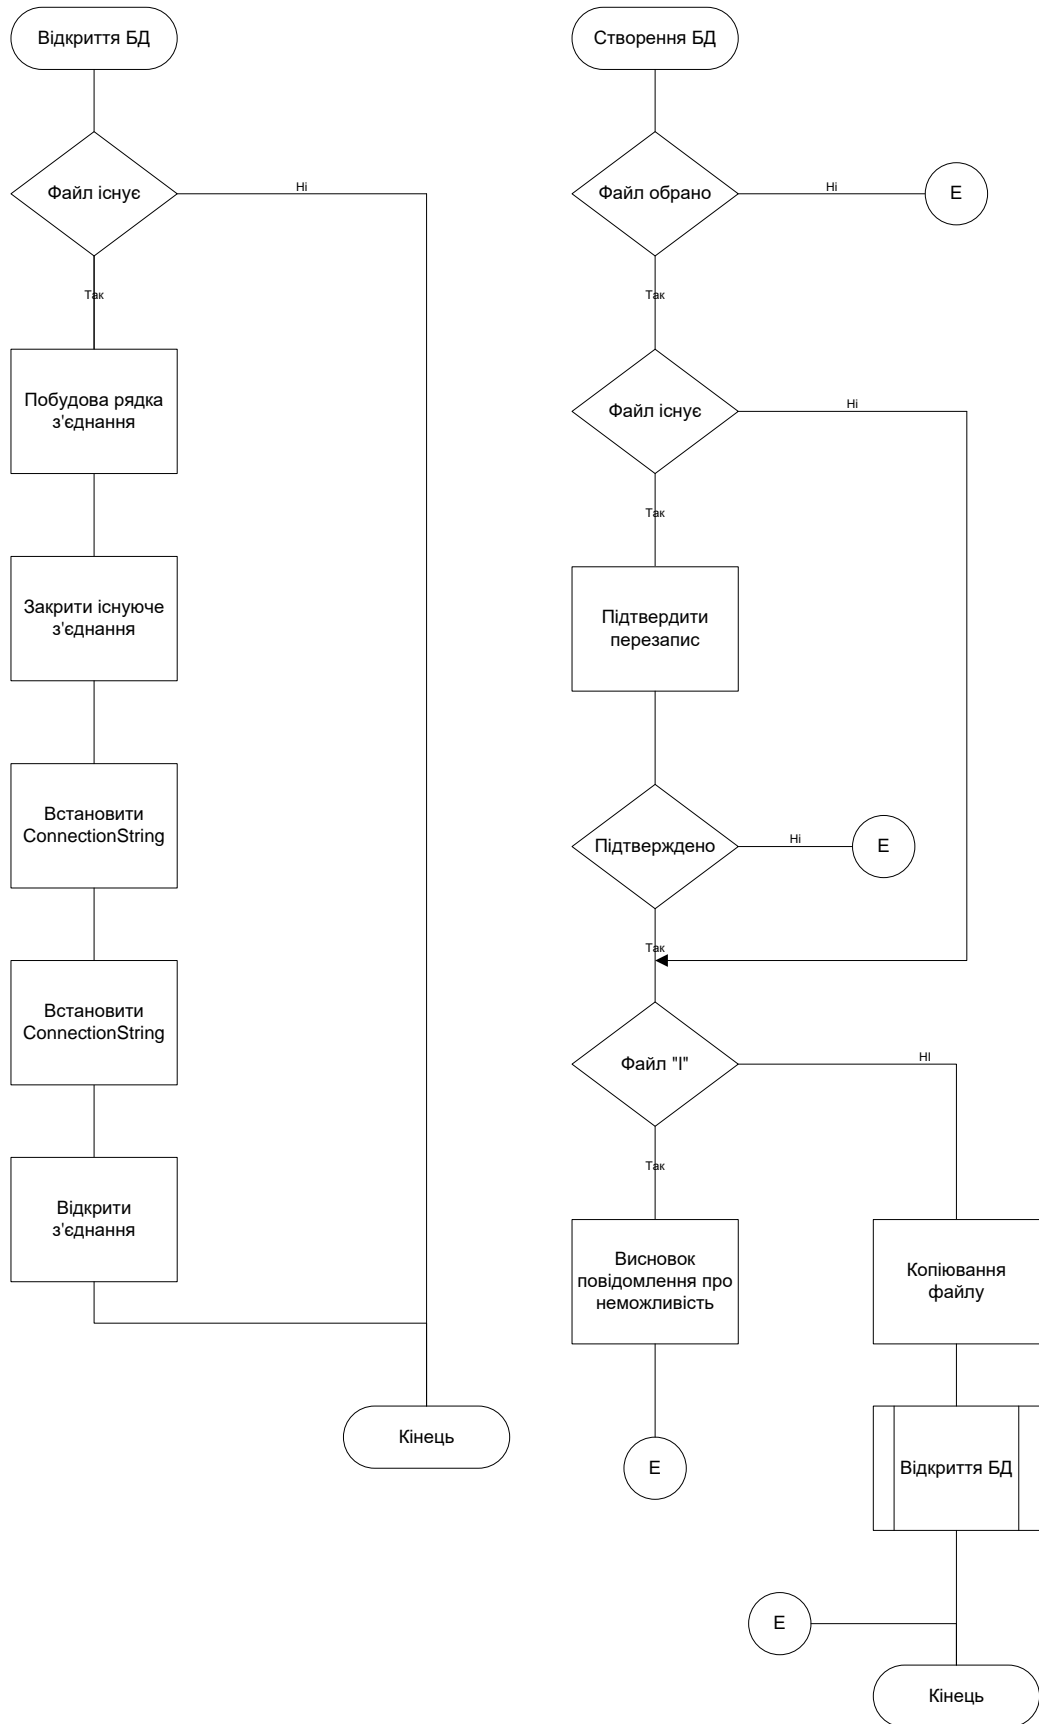 Відкриття БД
Файл існує
Ні
Так
Побудова рядка
з'єднання
Закрити існуюче
з'єднання
Встановити
ConnectionString
Встановити
ConnectionString
Відкрити
з'єднання
Кінець
Створення БД
Файл обрано
Ні
E
Так
Файл існує
Ні
Так
Підтвердити
перезапис
Підтверждено
Ні
E
Так
Файл "I"
НІ
Так
Висновок
повідомлення про
неможливість
E
Копіювання
файлу
Відкриття БД
E
Кінець